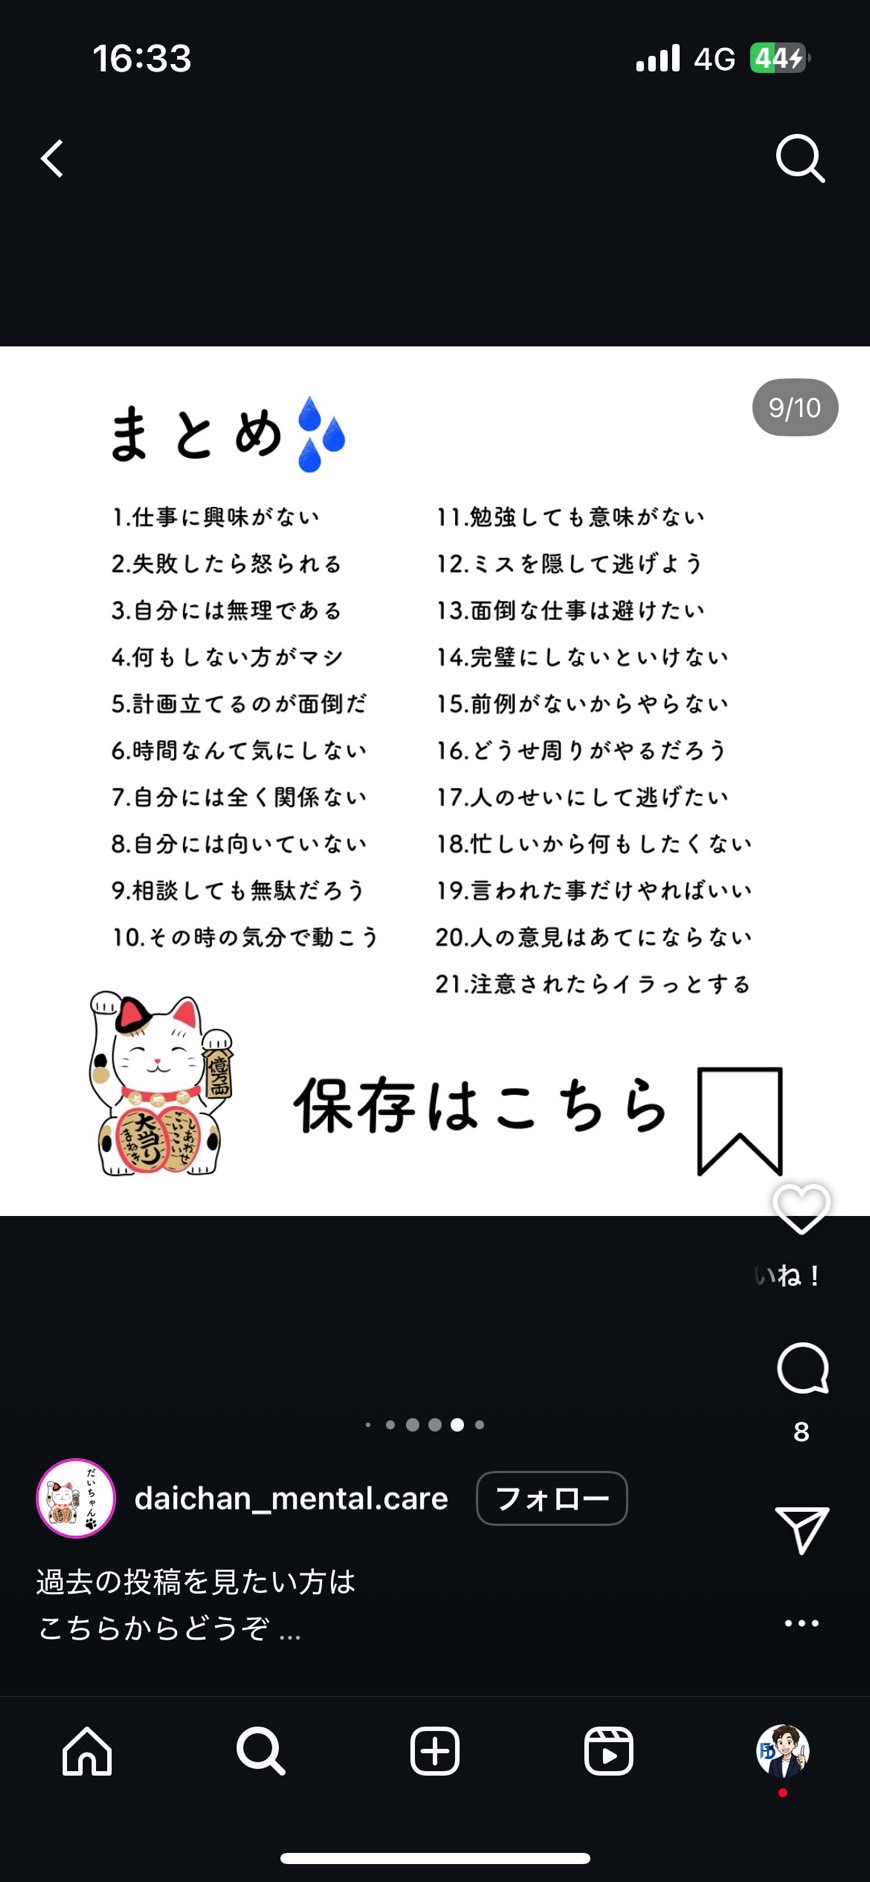 16:33
4G
44
9/10
まとめ
1.仕事に興味がない
2.失敗したら怒られる
3.自分には無理である
4.何もしない方がマシ
5.計画立てるのが面倒だ
6.時間なんて気にしない
7.自分には全く関係ない
8.自分には向いていない
9.相談しても無駄だろう
10.その時の気分で動こう
11.勉強しても意味がない
12.ミスを隠して逃げよう
13.面倒な仕事は避けたい
14.完璧にしないといけない
15.前例がないからやらない
16.どうせ周りがやるだろう
17.人のせいにして逃げたい
18.忙しいから何もしたくない
19.言われた事だけやればいい
20.人の意見はあてにならない
21.注意されたらイラっとする
億万両
大当り
まねき
しあわせ
こいこい
保存はこちら
いね！
8
だいちゃん
daichan_mental.care
フォロー
過去の投稿を見たい方は
こちらからどうぞ ...